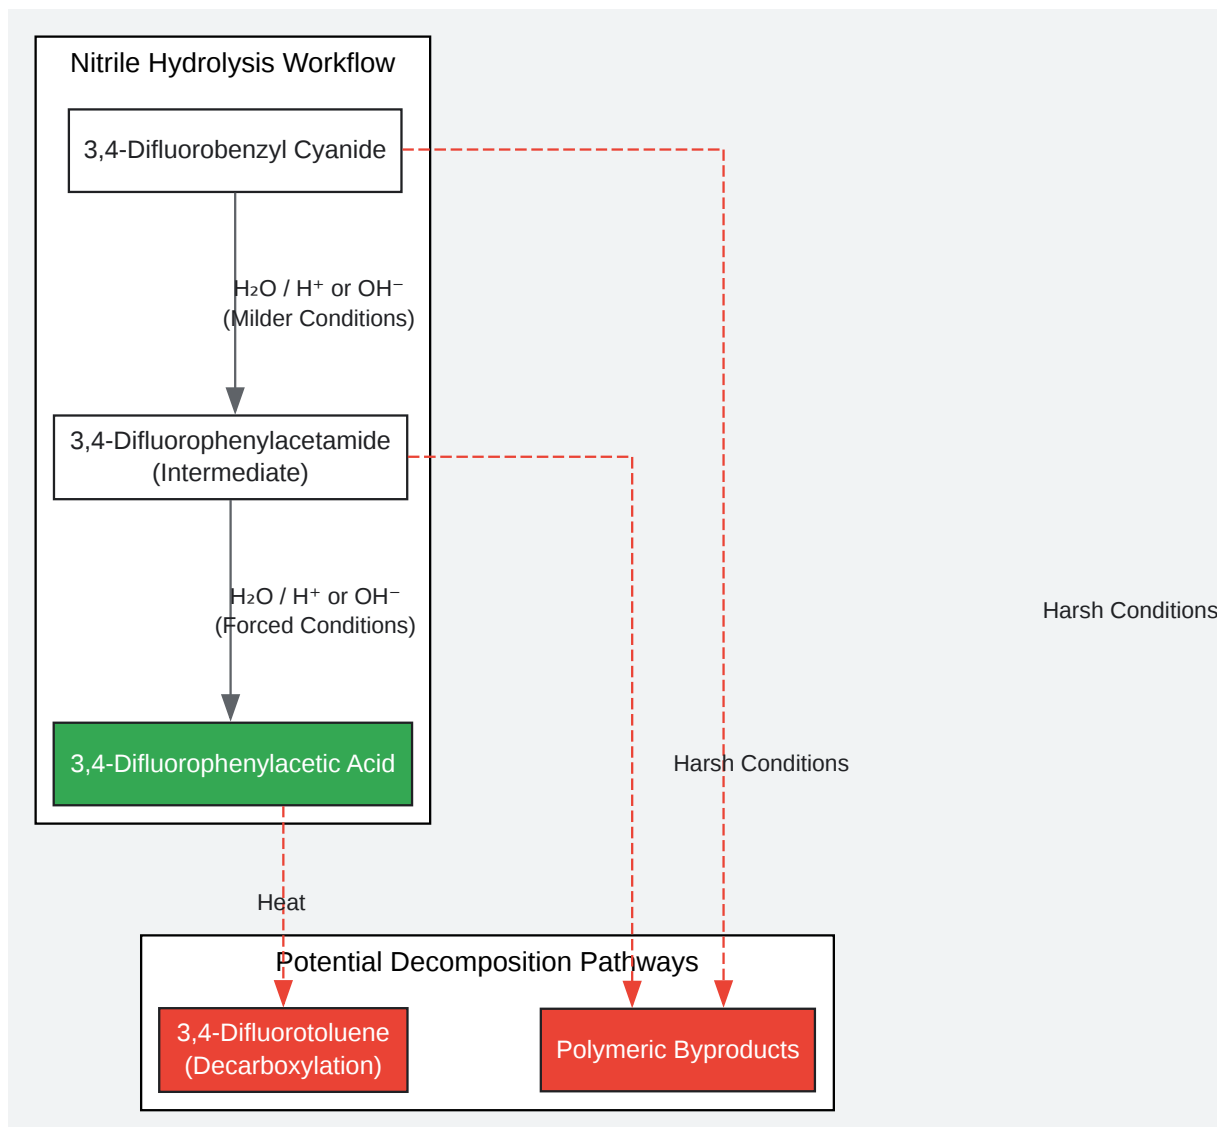 Nitrile Hydrolysis Workflow
3,4-Difluorobenzyl Cyanide
H₂O / H⁺ or OH⁻
(Milder Conditions)
3,4-Difluorophenylacetamide
(Intermediate)
H₂O / H⁺ or OH⁻
(Forced Conditions)
Harsh Conditions
3,4-Difluorophenylacetic Acid
Harsh Conditions
Heat
Potential Decomposition Pathways
3,4-Difluorotoluene
(Decarboxylation)
Polymeric Byproducts